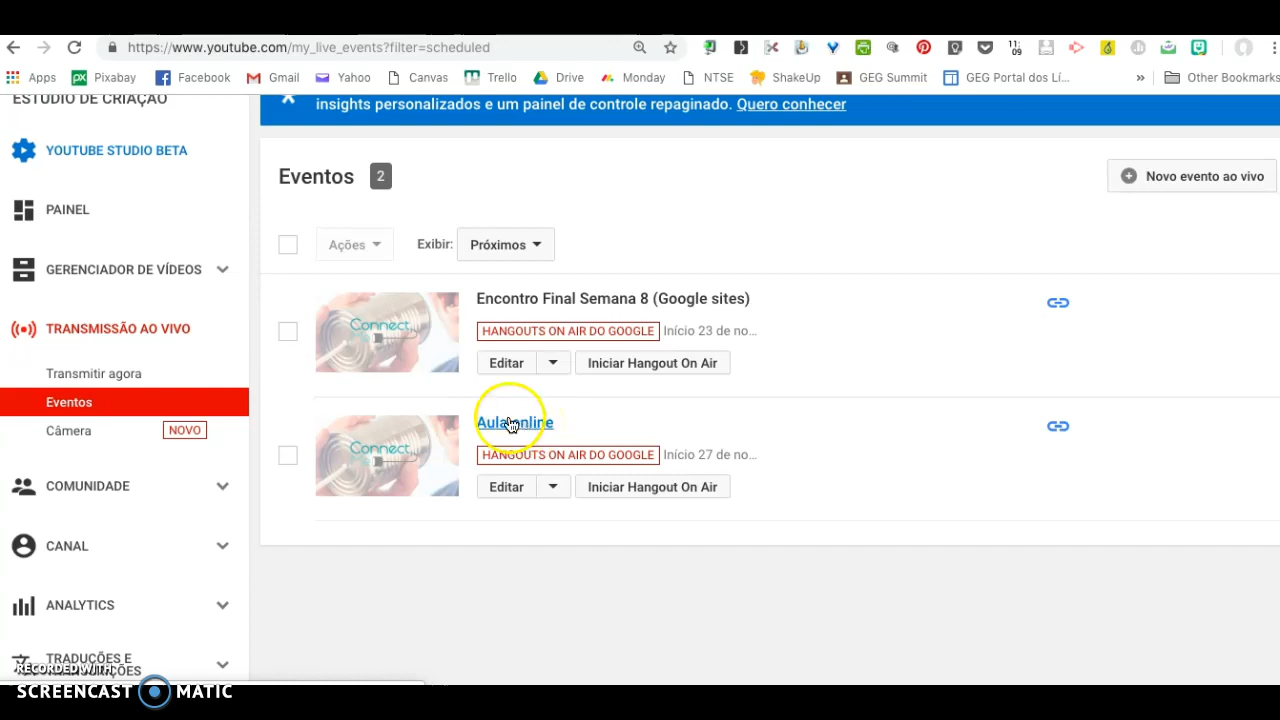 https://www.youtube.com/my_live_events?filter=scheduled
11:
09
Apps Pixabay Facebook Gmail Yahoo Canvas Trello Drive Monday NTSE ShakeUp GEG Summit GEG Portal dos Lí... » Other Bookmarks
ESTÚDIO DE CRIAÇÃO
insights personalizados e um painel de controle repaginado. Quero conhecer
YOUTUBE STUDIO BETA
Eventos 2
Novo evento ao vivo
PAINEL
Ações Exibir: Próximos
GERENCIADOR DE VÍDEOS
Encontro Final Semana 8 (Google sites)
Connect
HANGOUTS ON AIR DO GOOGLE Início 23 de no...
TRANSMISSÃO AO VIVO
Editar Iniciar Hangout On Air
Transmitir agora
Eventos
Aula online
Câmera NOVO
Connect
HANGOUTS ON AIR DO GOOGLE Início 27 de no...
COMUNIDADE
Editar Iniciar Hangout On Air
CANAL
ANALYTICS
TRADUÇÕES E
RECORDED WITH
SCREENCAST MATIC